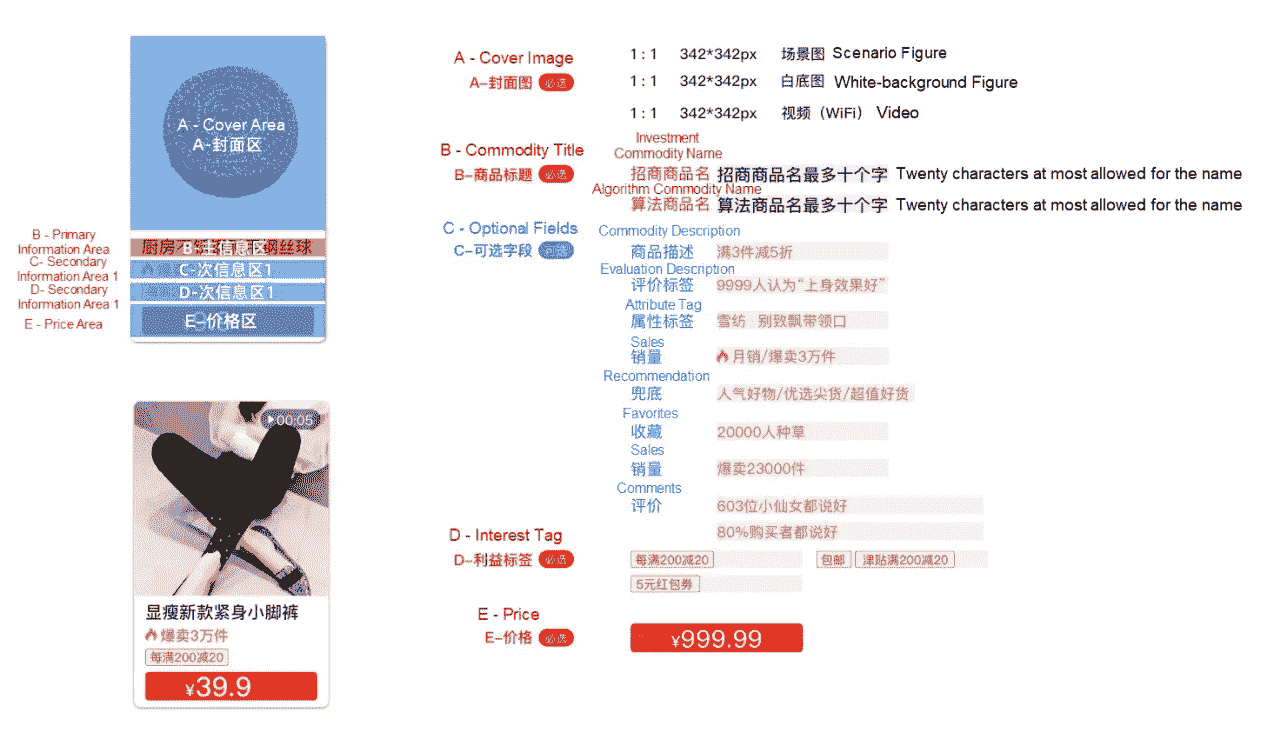 A - Cover Area
A-封面区
B - Primary
Information Area
C- Secondary
Information Area 1
D- Secondary
Information Area 1
E - Price Area
B-主信息区
C-次信息区1
D-次信息区1
E-价格区
00:05
显瘦新款紧身小脚裤
爆卖3万件
每满200减20
¥39.9
A - Cover Image
A-封面图 必选
1 : 1 342*342px 场景图 Scenario Figure
1 : 1 342*342px 白底图 White-background Figure
1 : 1 342*342px 视频（WiFi） Video
B - Commodity Title
B-商品标题 必选
Investment
Commodity Name
招商商品名 招商商品名最多十个字 Twenty characters at most allowed for the name
Algorithm Commodity Name
算法商品名 算法商品名最多十个字 Twenty characters at most allowed for the name
C - Optional Fields
C-可选字段
Commodity Description
商品描述 满3件减5折
Evaluation Description
评价标签 9999人认为“上身效果好”
Attribute Tag
属性标签 雪纺 别致飘带领口
Sales
销量 月销/爆卖3万件
Recommendation
兜底 人气好物/优选尖货/超值好货
Favorites
收藏 20000人种草
Sales
销量 爆卖23000件
Comments
评价 603位小仙女都说好
80%购买者都说好
D - Interest Tag
D-利益标签 必选
每满200减20 包邮 津贴满200减20
5元红包券
E - Price
E-价格 必选
¥999.99